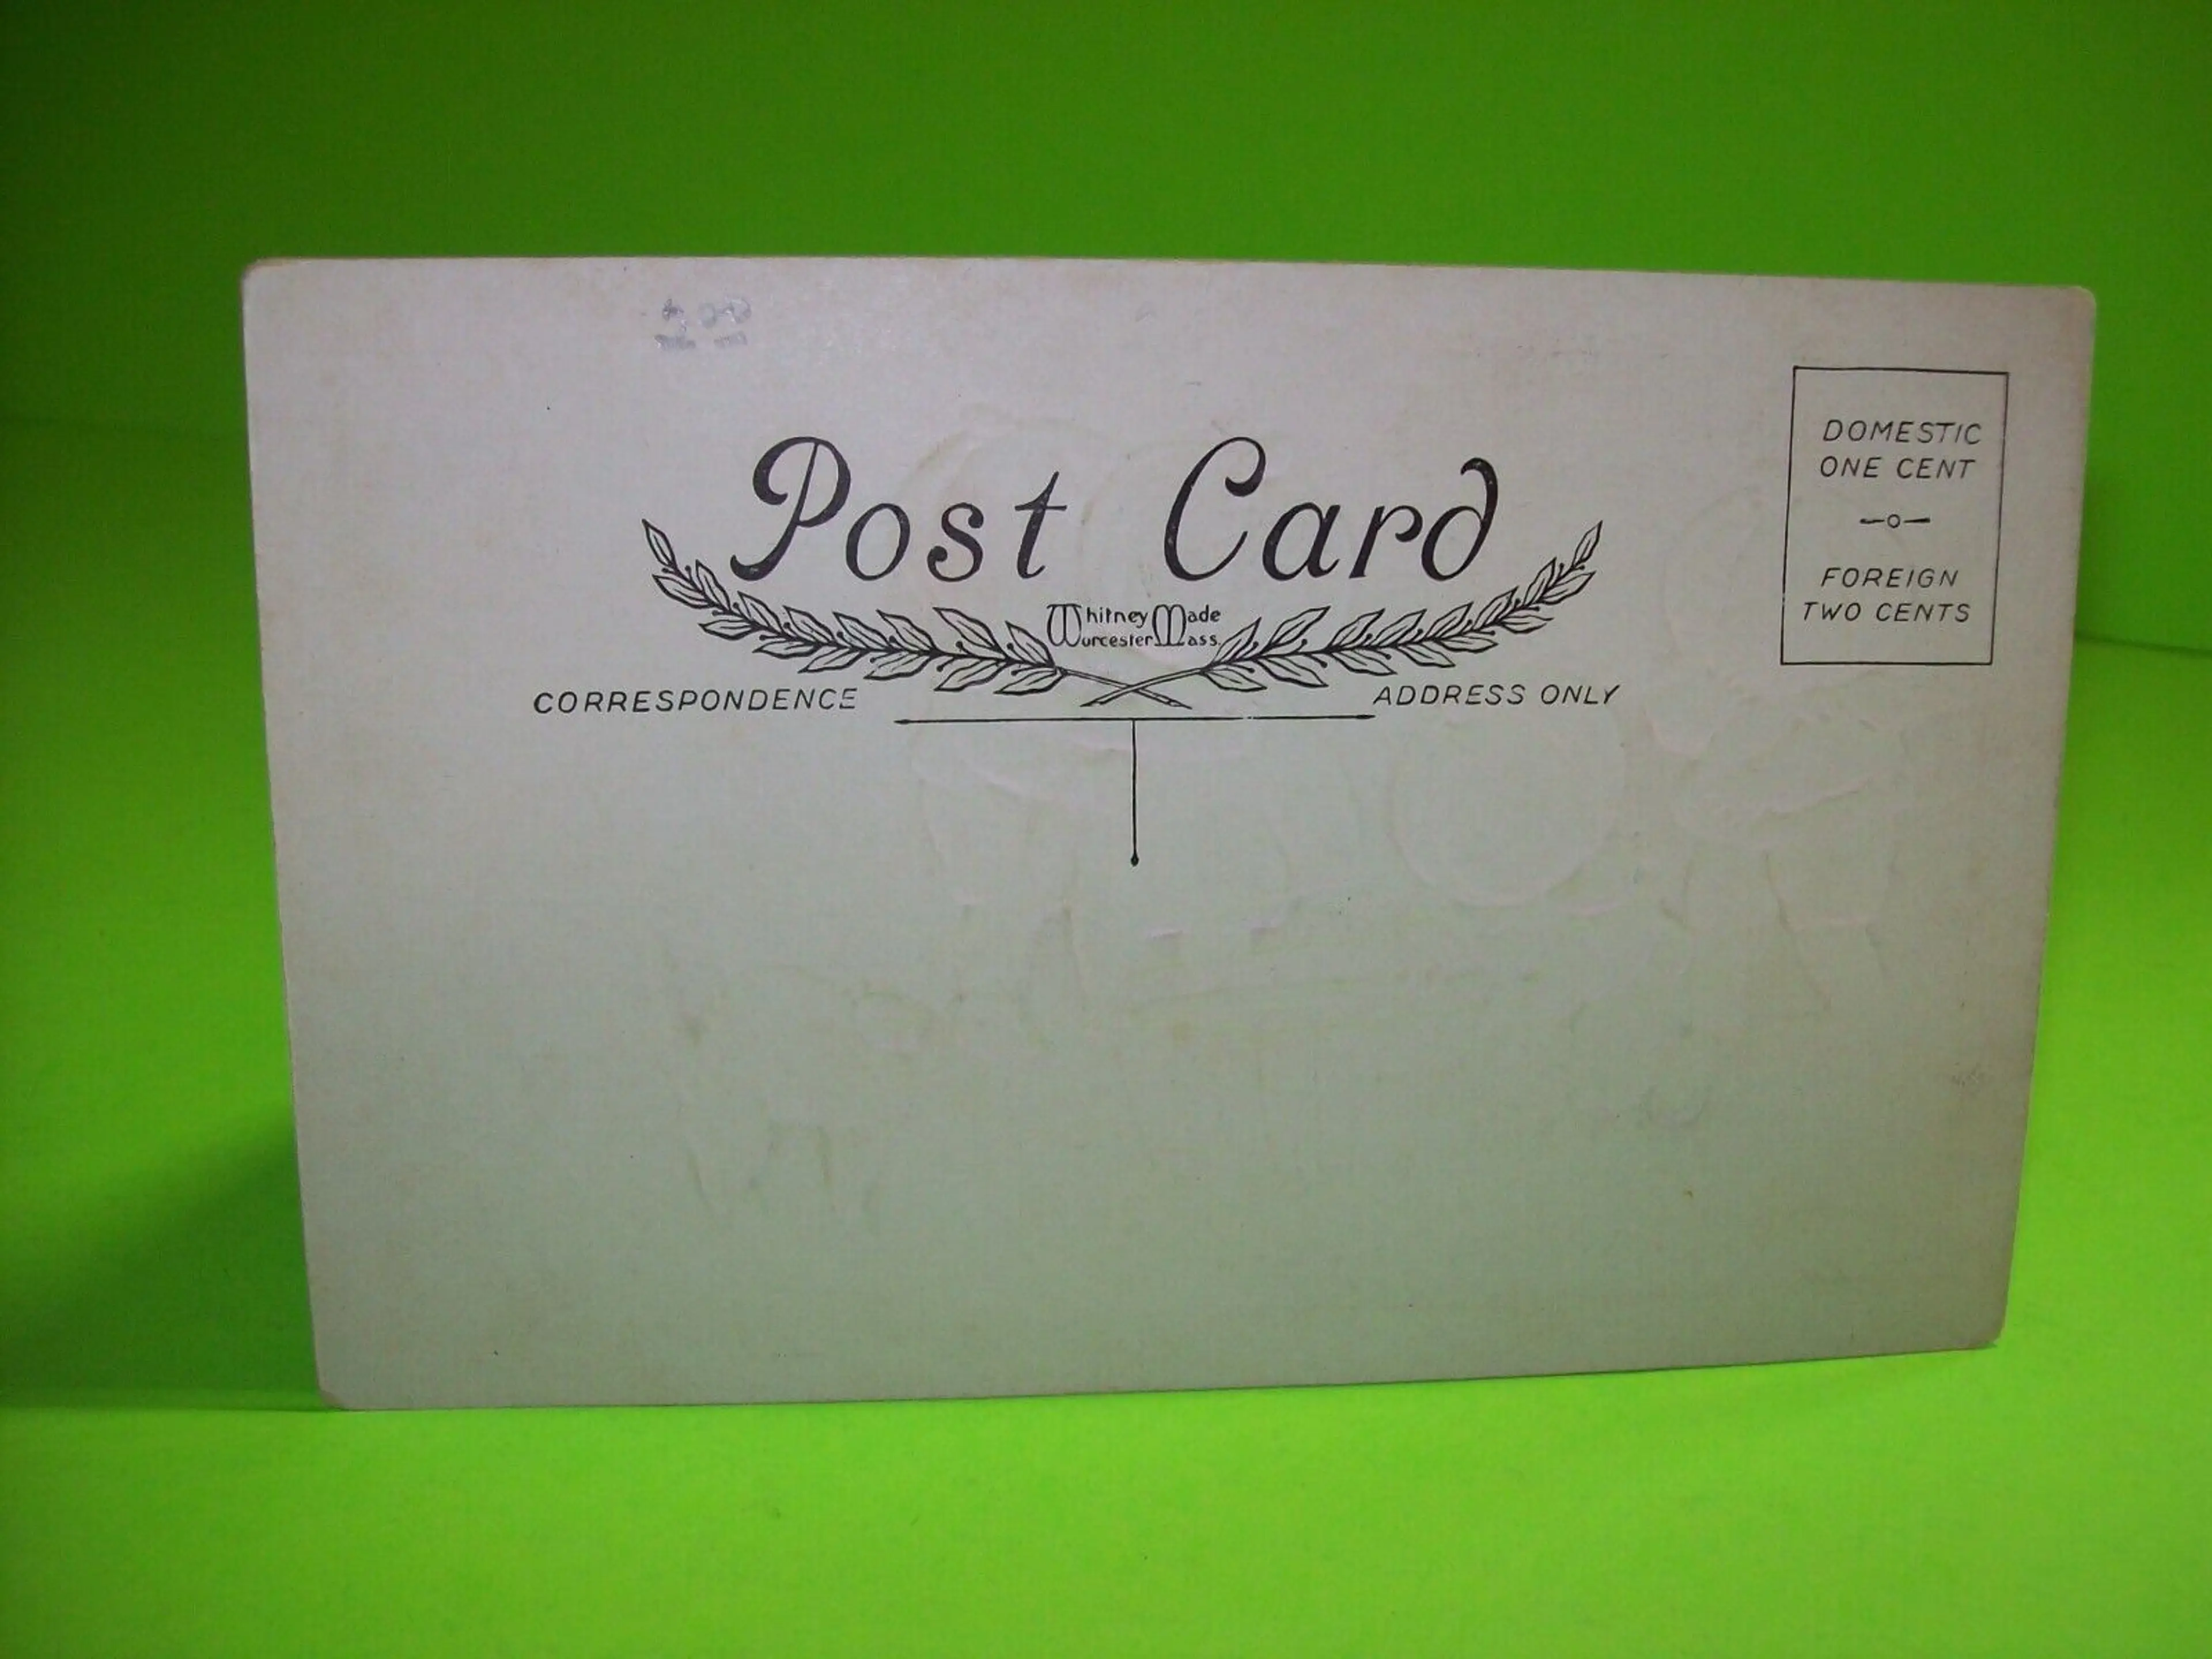 Post Card
Whitney Made
Worcester Mass.
CORRESPONDENCE
ADDRESS ONLY
DOMESTIC
ONE CENT
FOREIGN
TWO CENTS